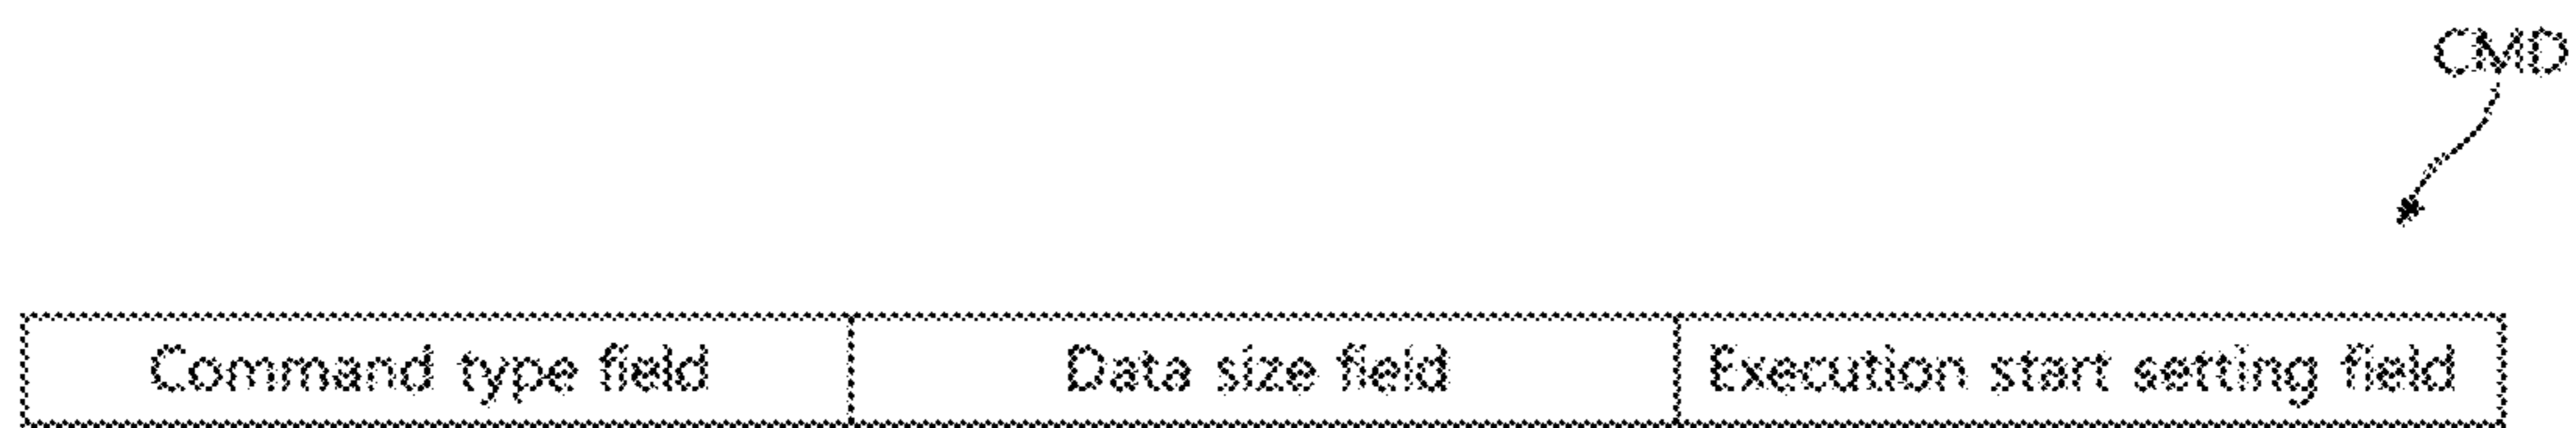 CMD
Command type field
Data size field
Execution start setting field